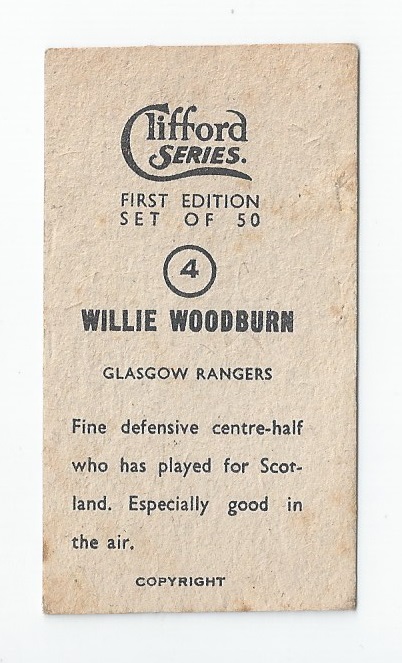 Clifford
SERIES.
FIRST EDITION
SET OF 50
4
WILLIE WOODBURN
GLASGOW RANGERS
Fine defensive centre-half
who has played for Scot-
land. Especially good in
the air.
COPYRIGHT